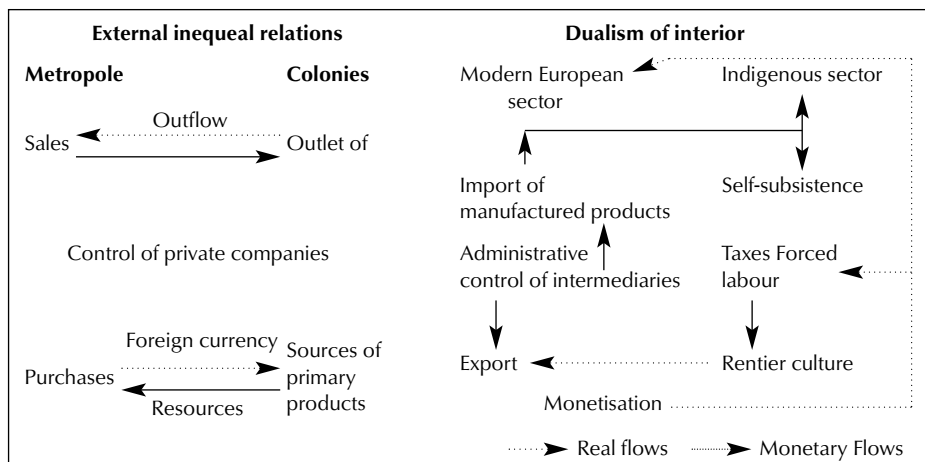 External inequeal relations
Metropole
Colonies
Outflow
Sales
Outlet of
Control of private companies
Foreign currency
Purchases
Sources of
primary
products
Resources
Dualism of interior
Modern European
sector
Indigenous sector
Import of
manufactured products
Self-subsistence
Administrative
control of intermediaries
Taxes Forced
labour
Export
Rentier culture
Monetisation
Real flows
Monetary Flows